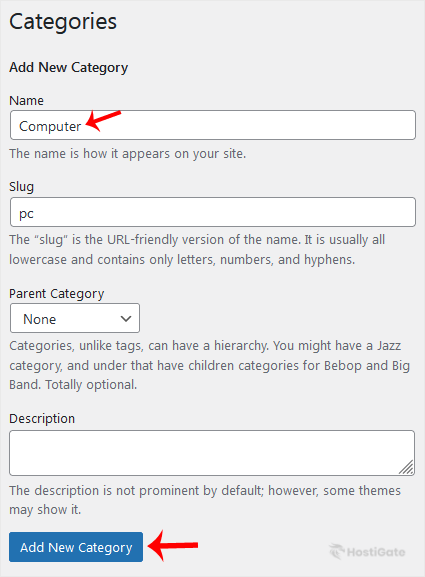 Categories
Add New Category
Name
Computer
The name is how it appears on your site.
Slug
pc
The “slug” is the URL-friendly version of the name. It is usually all
lowercase and contains only letters, numbers, and hyphens.
Parent Category
None
Categories, unlike tags, can have a hierarchy. You might have a Jazz
category, and under that have children categories for Bebop and Big
Band. Totally optional.
Description
The description is not prominent by default; however, some themes
may show it.
Add New Category
HostiGate